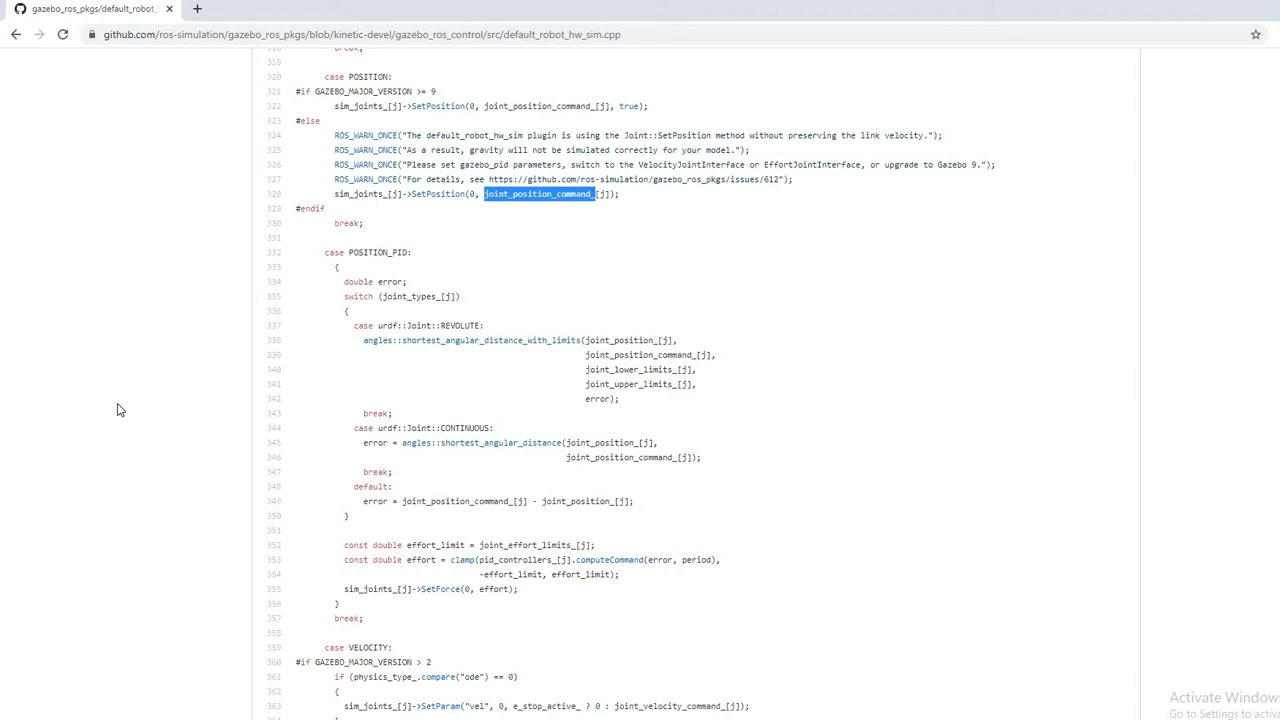 gazebo_ros_pkgs/default_robot_
github.com/ros-simulation/gazebo_ros_pkgs/blob/kinetic-devel/gazebo_ros_control/src/default_robot_hw_sim.cpp
318 break;
319
320 case POSITION:
321 #if GAZEBO_MAJOR_VERSION >= 9
322 sim_joints_[j]->SetPosition(0, joint_position_command_[j], true);
323 #else
324 ROS_WARN_ONCE("The default_robot_hw_sim plugin is using the Joint::SetPosition method without preserving the link velocity.");
325 ROS_WARN_ONCE("As a result, gravity will not be simulated correctly for your model.");
326 ROS_WARN_ONCE("Please set gazebo_pid parameters, switch to the VelocityJointInterface or EffortJointInterface, or upgrade to Gazebo 9.");
327 ROS_WARN_ONCE("For details, see https://github.com/ros-simulation/gazebo_ros_pkgs/issues/612");
328 sim_joints_[j]->SetPosition(0, joint_position_command_[j]);
329 #endif
330 break;
331
332 case POSITION_PID:
333 {
334 double error;
335 switch (joint_types_[j])
336 {
337 case urdf::Joint::REVOLUTE:
338 angles::shortest_angular_distance_with_limits(joint_position_[j],
339 joint_position_command_[j],
340 joint_lower_limits_[j],
341 joint_upper_limits_[j],
342 error);
343 break;
344 case urdf::Joint::CONTINUOUS:
345 error = angles::shortest_angular_distance(joint_position_[j],
346 joint_position_command_[j]);
347 break;
348 default:
349 error = joint_position_command_[j] - joint_position_[j];
350 }
351
352 const double effort_limit = joint_effort_limits_[j];
353 const double effort = clamp(pid_controllers_[j].computeCommand(error, period),
354 -effort_limit, effort_limit);
355 sim_joints_[j]->SetForce(0, effort);
356 }
357 break;
358
359 case VELOCITY:
360 #if GAZEBO_MAJOR_VERSION > 2
361 if (physics_type_.compare("ode") == 0)
362 {
363 sim_joints_[j]->SetParam("vel", 0, e_stop_active_ ? 0 : joint_velocity_command_[j]);
364 }
Activate Windows
Go to Settings to activa